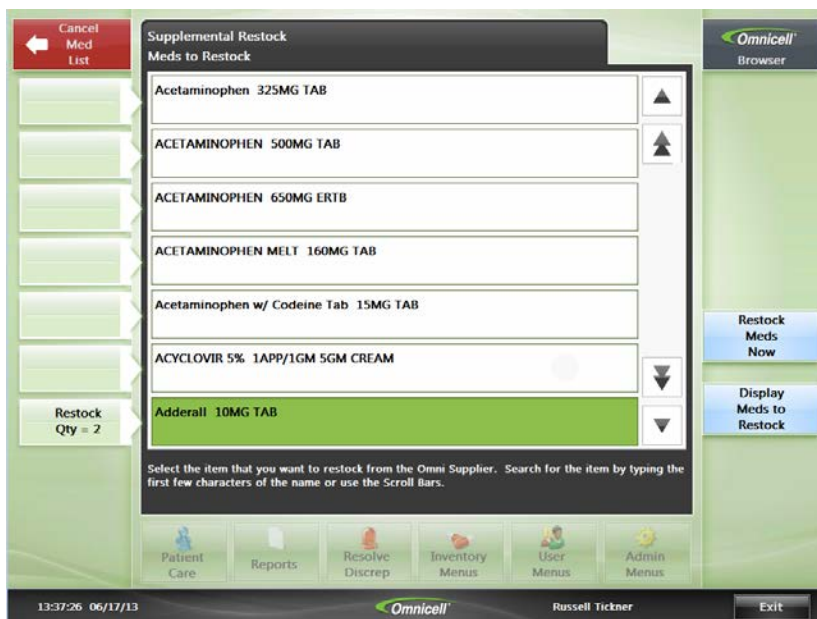 Cancel
Med
List
Supplemental Restock
Meds to Restock
Omnicell
Browser
Acetaminophen 325MG TAB
ACETAMINOPHEN 500MG TAB
ACETAMINOPHEN 650MG ERTB
ACETAMINOPHEN MELT 160MG TAB
Acetaminophen w/ Codeine Tab 15MG TAB
ACYCLOVIR 5% 1APP/1GM 5GM CREAM
Restock
Qty = 2
Adderall 10MG TAB
Restock
Meds
Now
Display
Meds to
Restock
Select the item that you want to restock from the Omni Supplier. Search for the item by typing the
first few characters of the name or use the Scroll Bars.
Patient
Care
Reports
Resolve
Discrep
Inventory
Menus
User
Menus
Admin
Menus
13:37:26 06/17/13
Omnicell
Russell Tickner
Exit